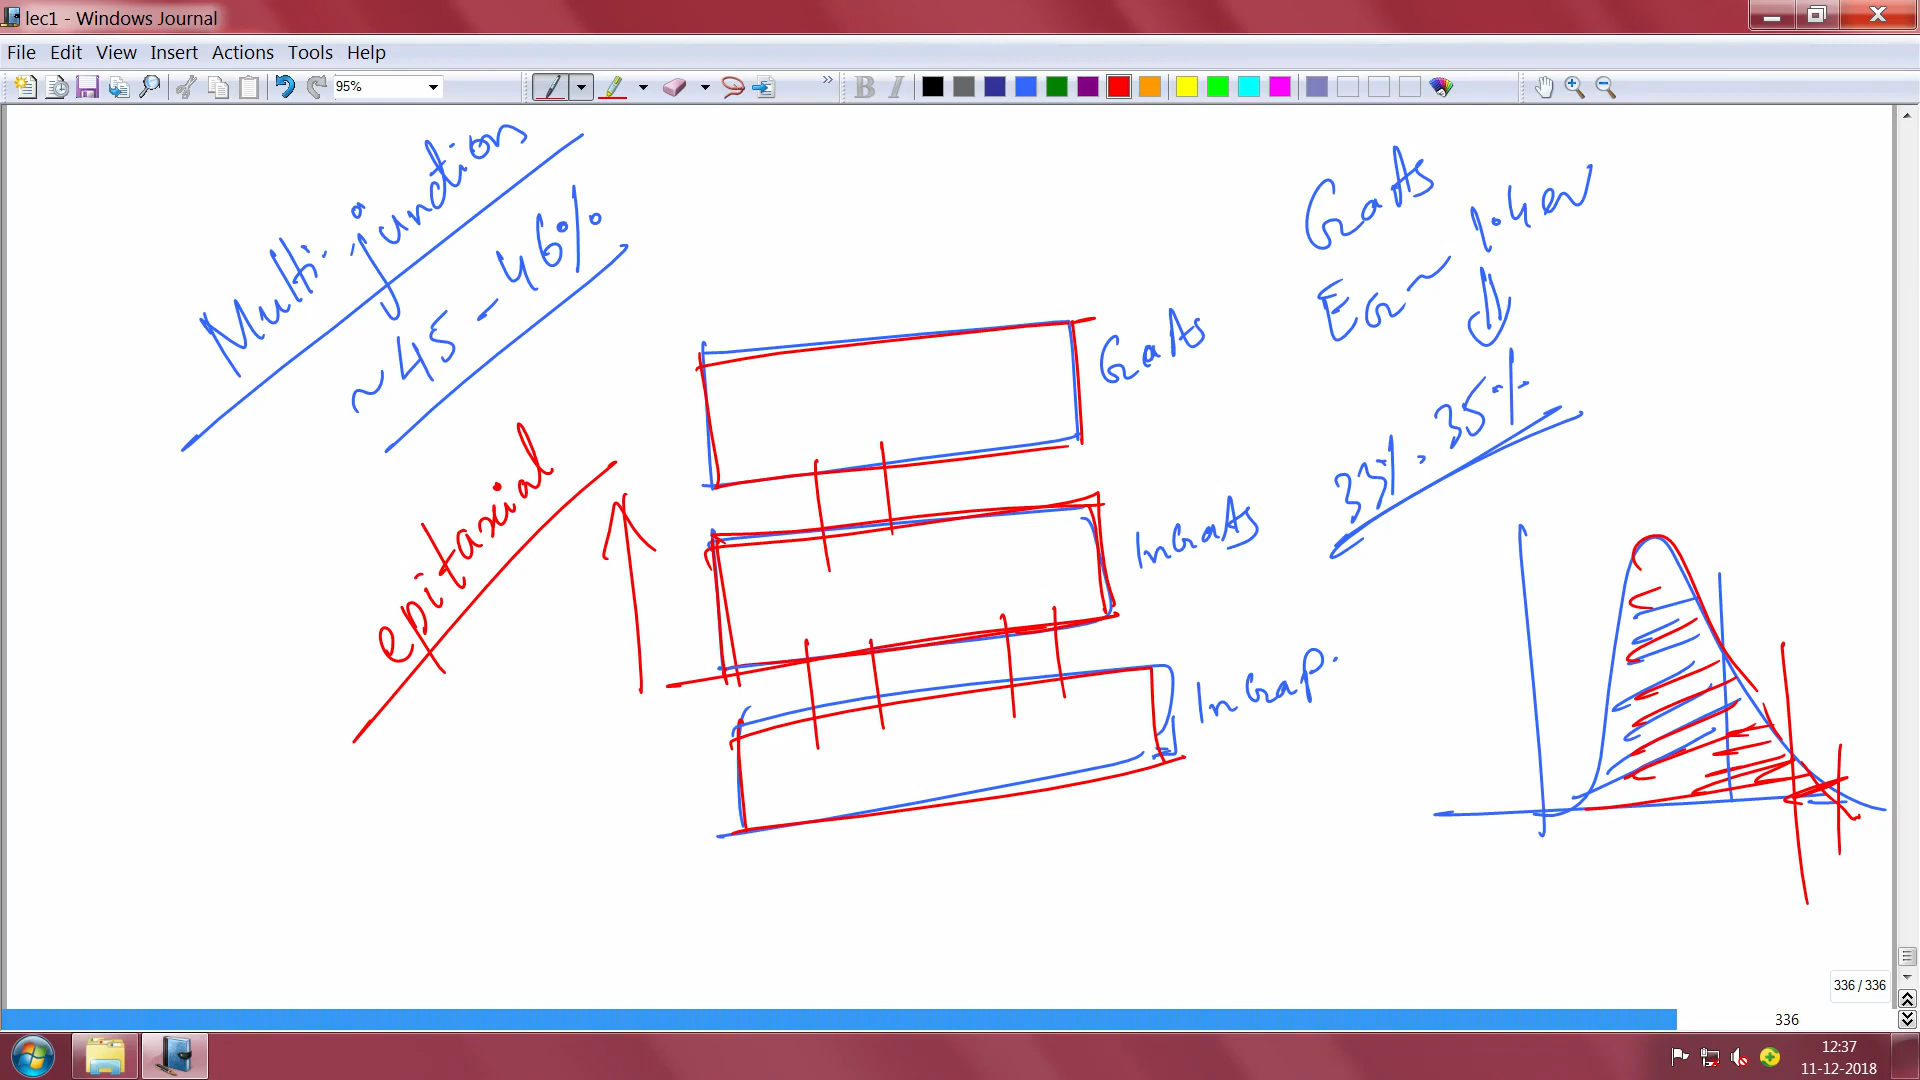 lec1 - Windows Journal
File Edit View Insert Actions Tools Help
95%
B I
Multi-junctions
~45-46%
epitaxial
GaAs
InGaAs
InGaP.
GaAs
EG ~ 1.4eV
33%-35%
336 / 336
336
12:37
11-12-2018